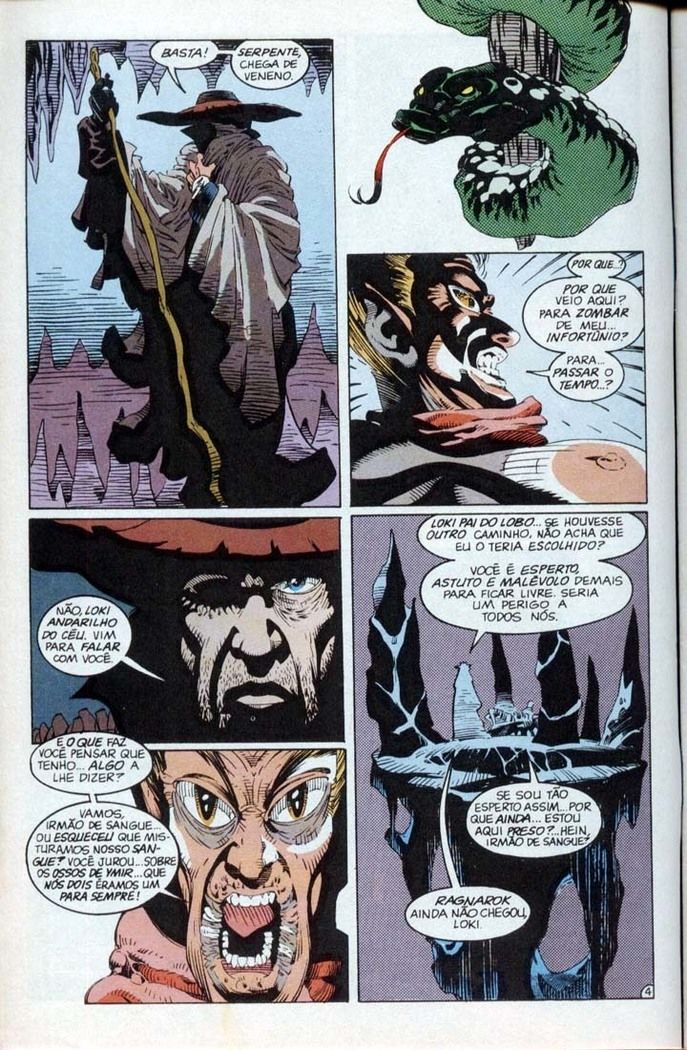 BASTA!
SERPENTE,
CHEGA DE
VENENO.
POR QUE...?
POR QUE
VEIO AQUI?
PARA ZOMBAR
DE MEU...
INFORTÚNIO?
PARA...
PASSAR O
TEMPO...?
NÃO, LOKI
ANDARILHO
DO CÉU. VIM
PARA FALAR
COM VOCÊ.
E O QUE FAZ
VOCÊ PENSAR QUE
TENHO... ALGO A
LHE DIZER?
VAMOS,
IRMÃO DE SANGUE...
OU ESQUECEU QUE MIS-
TURAMOS NOSSO SAN-
GUE? VOCÊ JUROU... SOBRE
OS OSSOS DE YMIR... QUE
NÓS DOIS ÉRAMOS UM
PARA SEMPRE!
LOKI PAI DO LOBO... SE HOUVESSE
OUTRO CAMINHO, NÃO ACHA QUE
EU O TERIA ESCOLHIDO?
VOCÊ É ESPERTO,
ASTUTO E MALÉVOLO DEMAIS
PARA FICAR LIVRE. SERIA
UM PERIGO A
TODOS NÓS.
SE SOU TÃO
ESPERTO ASSIM... POR
QUE AINDA... ESTOU
AQUI PRESO?... HEIN,
IRMÃO DE SANGUE?
RAGNAROK
AINDA NÃO CHEGOU,
LOKI.
4